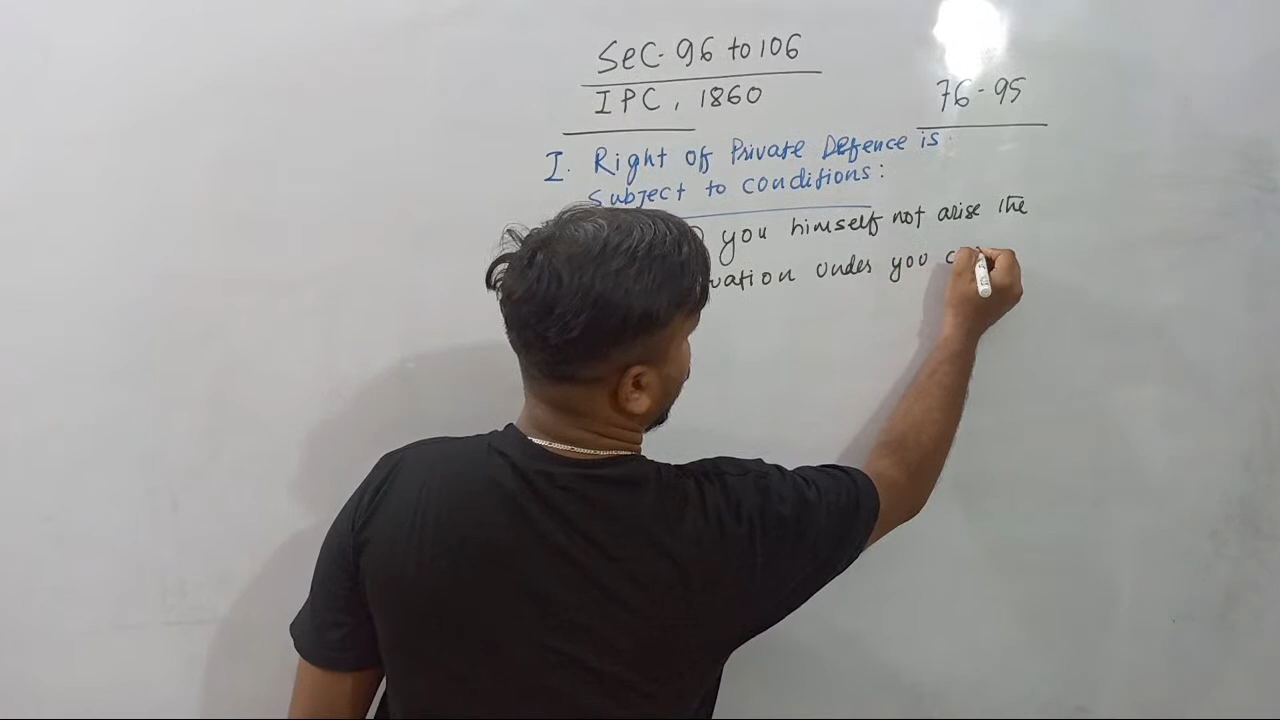 SeC- 96 to 106
IPC, 1860
76-95
I. Right of Private Defence is
Subject to conditions:
you himself not arise the
under you